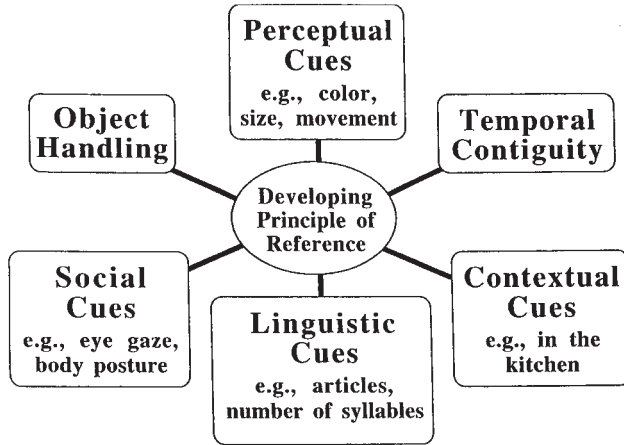 Perceptual
Cues
e.g., color,
size, movement
Object
Handling
Temporal
Contiguity
Developing
Principle of
Reference
Social
Cues
e.g., eye gaze,
body posture
Linguistic
Cues
e.g., articles,
number of syllables
Contextual
Cues
e.g., in the
kitchen